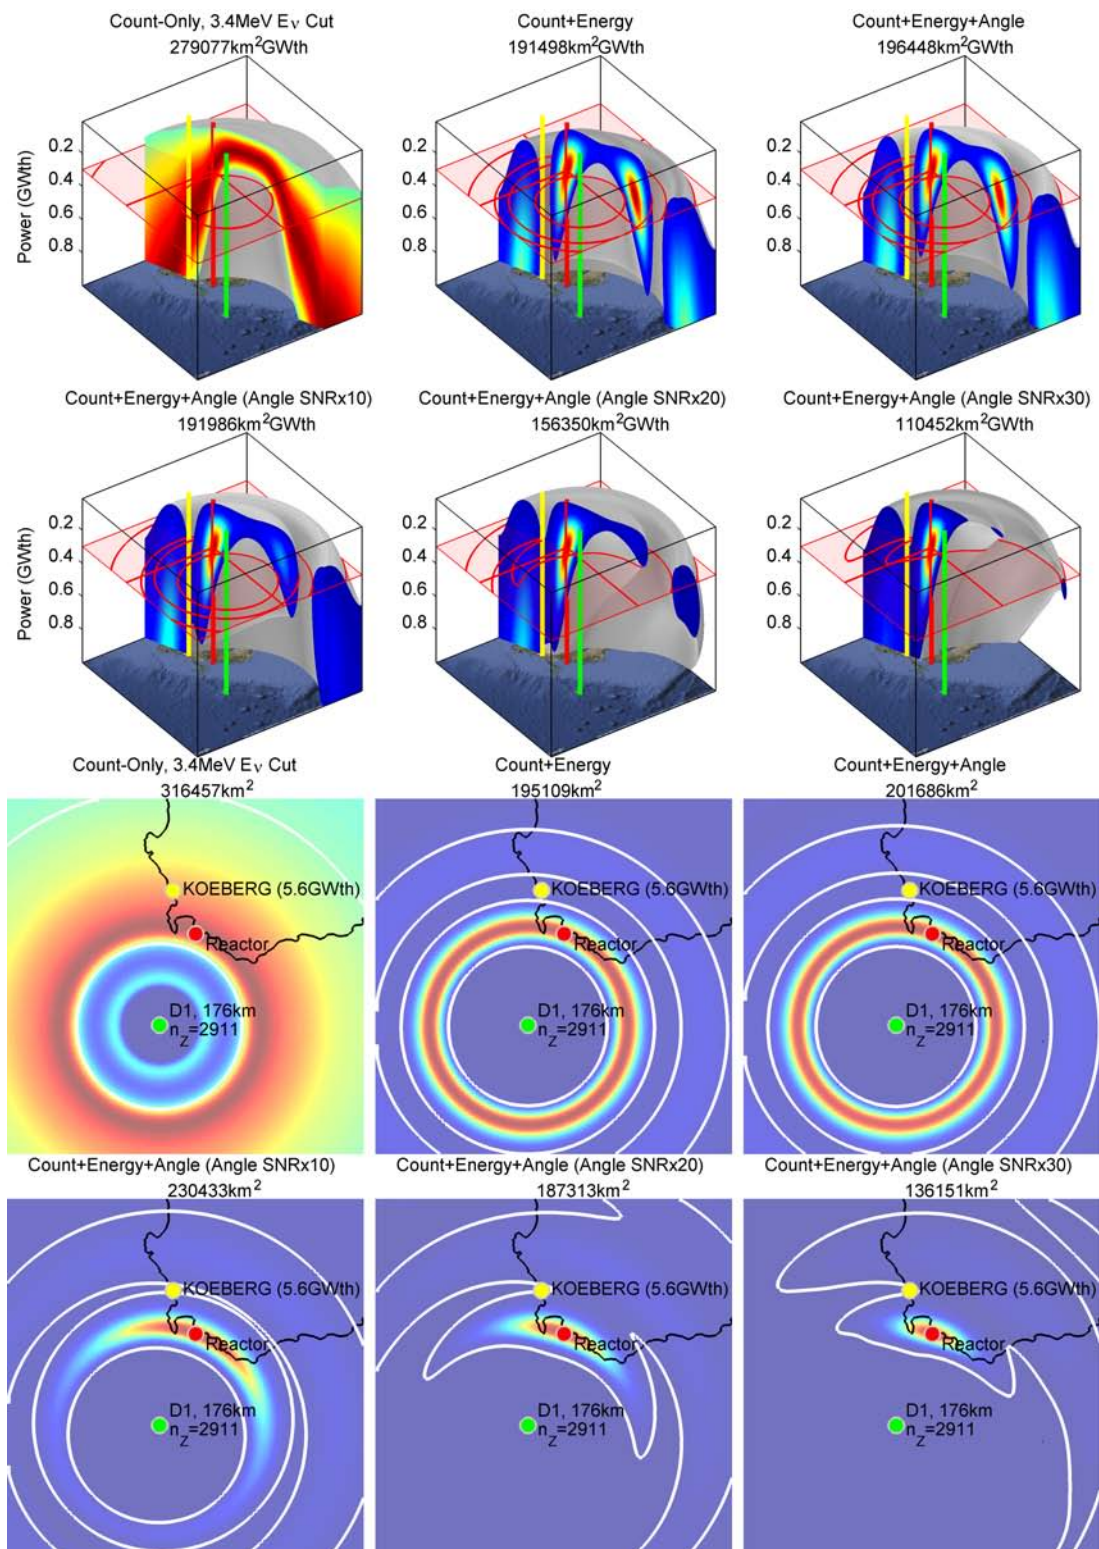 Count-Only, 3.4MeV Eν Cut
279077km²GWth
Count+Energy
191498km²GWth
Count+Energy+Angle
196448km²GWth
Power (GWth)
0.2
0.4
0.6
0.8
0.2
0.4
0.6
0.8
0.2
0.4
0.6
0.8
Count+Energy+Angle (Angle SNRx10)
191986km²GWth
Count+Energy+Angle (Angle SNRx20)
156350km²GWth
Count+Energy+Angle (Angle SNRx30)
110452km²GWth
Power (GWth)
0.2
0.4
0.6
0.8
0.2
0.4
0.6
0.8
0.2
0.4
0.6
0.8
Count-Only, 3.4MeV Eν Cut
316457km²
KOEBERG (5.6GWth)
Reactor
D1, 176km
n_Z=2911
Count+Energy
195109km²
KOEBERG (5.6GWth)
Reactor
D1, 176km
n_Z=2911
Count+Energy+Angle
201686km²
KOEBERG (5.6GWth)
Reactor
D1, 176km
n_Z=2911
Count+Energy+Angle (Angle SNRx10)
230433km²
KOEBERG (5.6GWth)
Reactor
D1, 176km
n_Z=2911
Count+Energy+Angle (Angle SNRx20)
187313km²
KOEBERG (5.6GWth)
Reactor
D1, 176km
n_Z=2911
Count+Energy+Angle (Angle SNRx30)
136151km²
KOEBERG (5.6GWth)
Reactor
D1, 176km
n_Z=2911